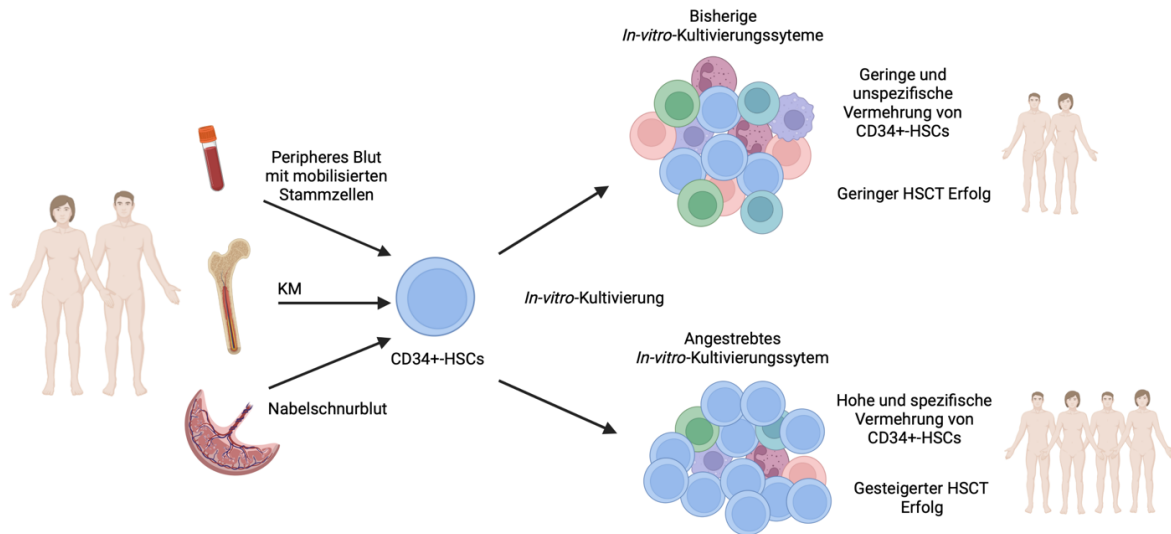 Peripheres Blut
mit mobilisierten
Stammzellen
KM
Nabelschnurblut
CD34+-HSCs
In-vitro-Kultivierung
Bisherige
In-vitro-Kultivierungssyteme
Geringe und
unspezifische
Vermehrung von
CD34+-HSCs
Geringer HSCT Erfolg
Angestrebtes
In-vitro-Kultivierungssytem
Hohe und spezifische
Vermehrung von
CD34+-HSCs
Gesteigerter HSCT
Erfolg